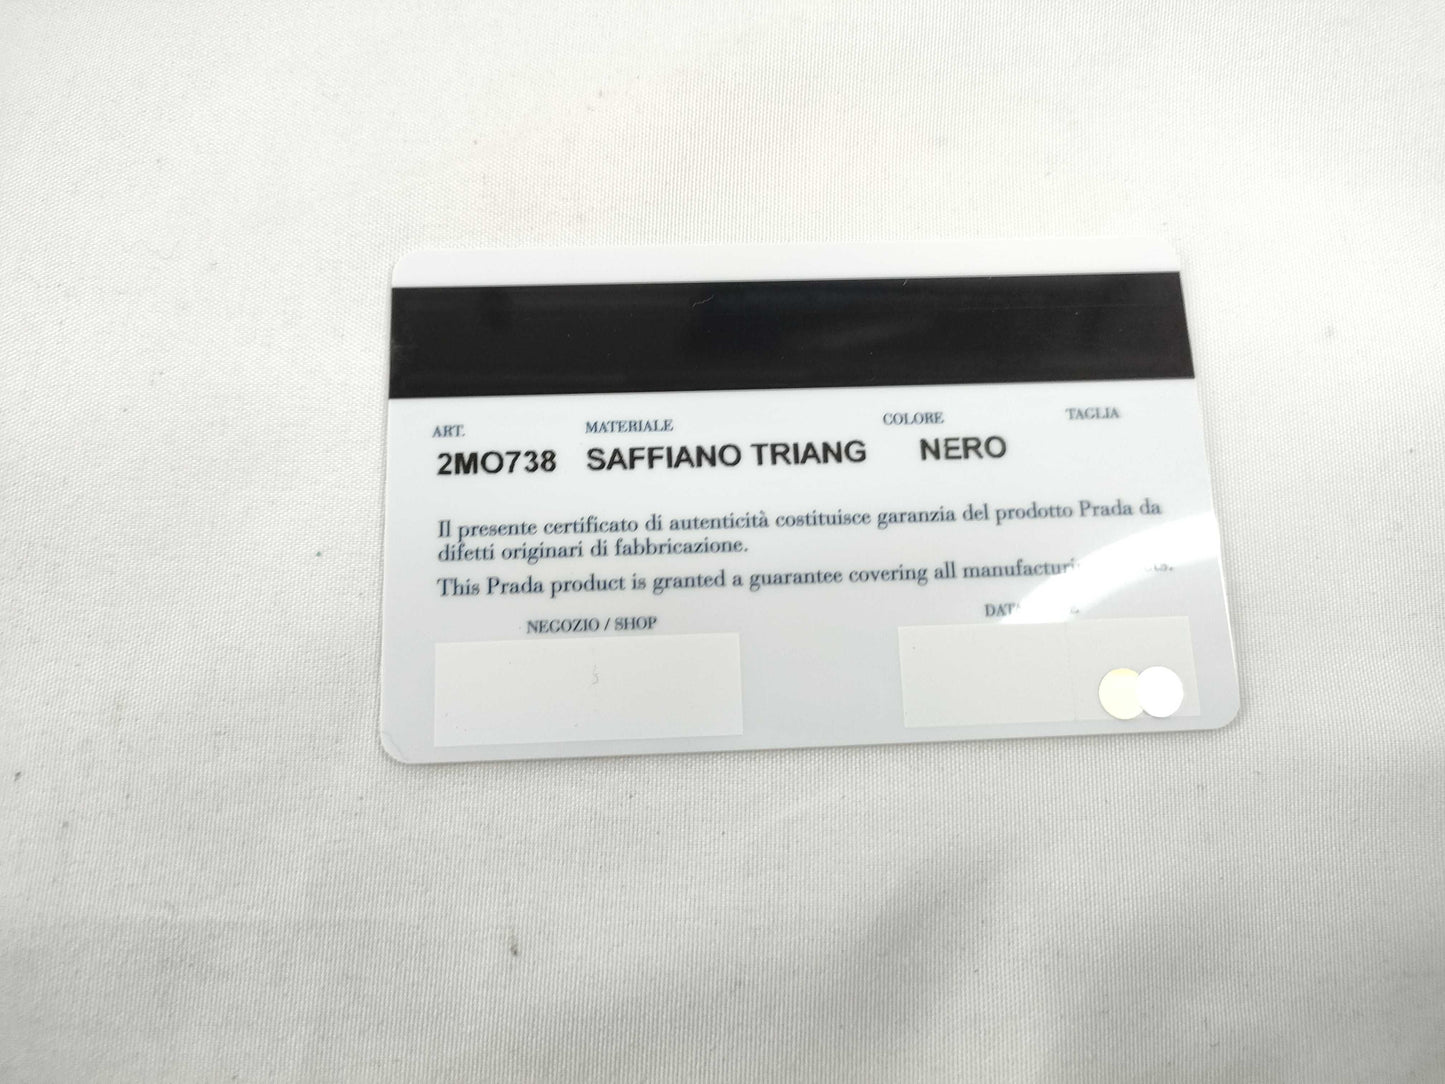 ART. MATERIALE COLORE TAGLIA
2MO738 SAFFIANO TRIANG NERO
Il presente certificato di autenticità costituisce garanzia del prodotto Prada da
difetti originari di fabbricazione.
This Prada product is granted a guarantee covering all
NEGOZIO / SHOP